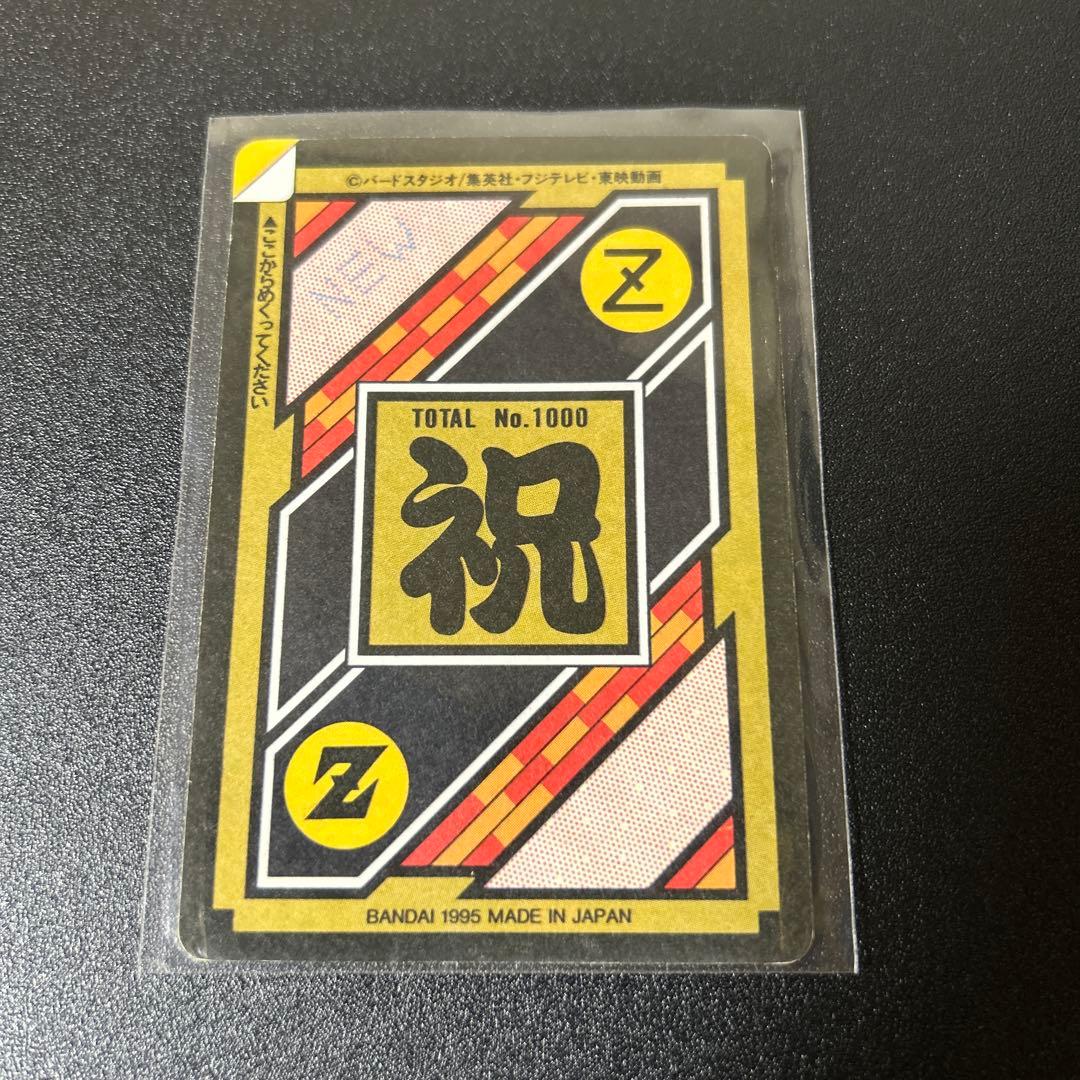 ©バードスタジオ/集英社・フジテレビ・東映動画
▲ここからめくってください
NEW
Z
TOTAL No.1000
祝
Z
BANDAI 1995 MADE IN JAPAN